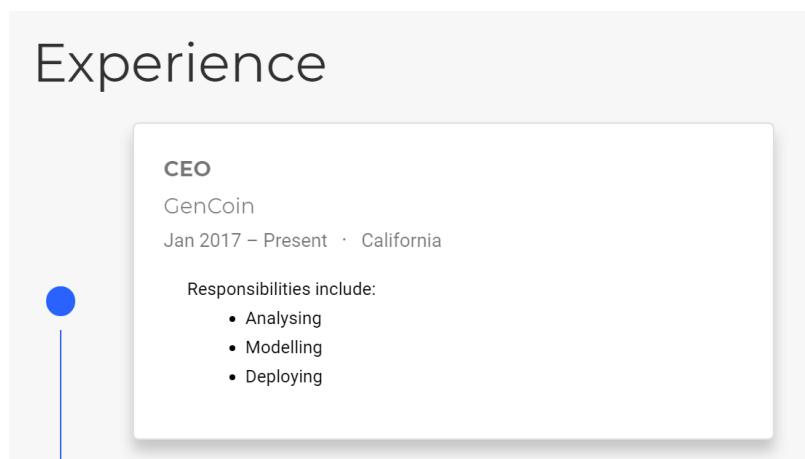 Experience
CEO
GenCoin
Jan 2017 – Present · California
Responsibilities include:
• Analysing
• Modelling
• Deploying